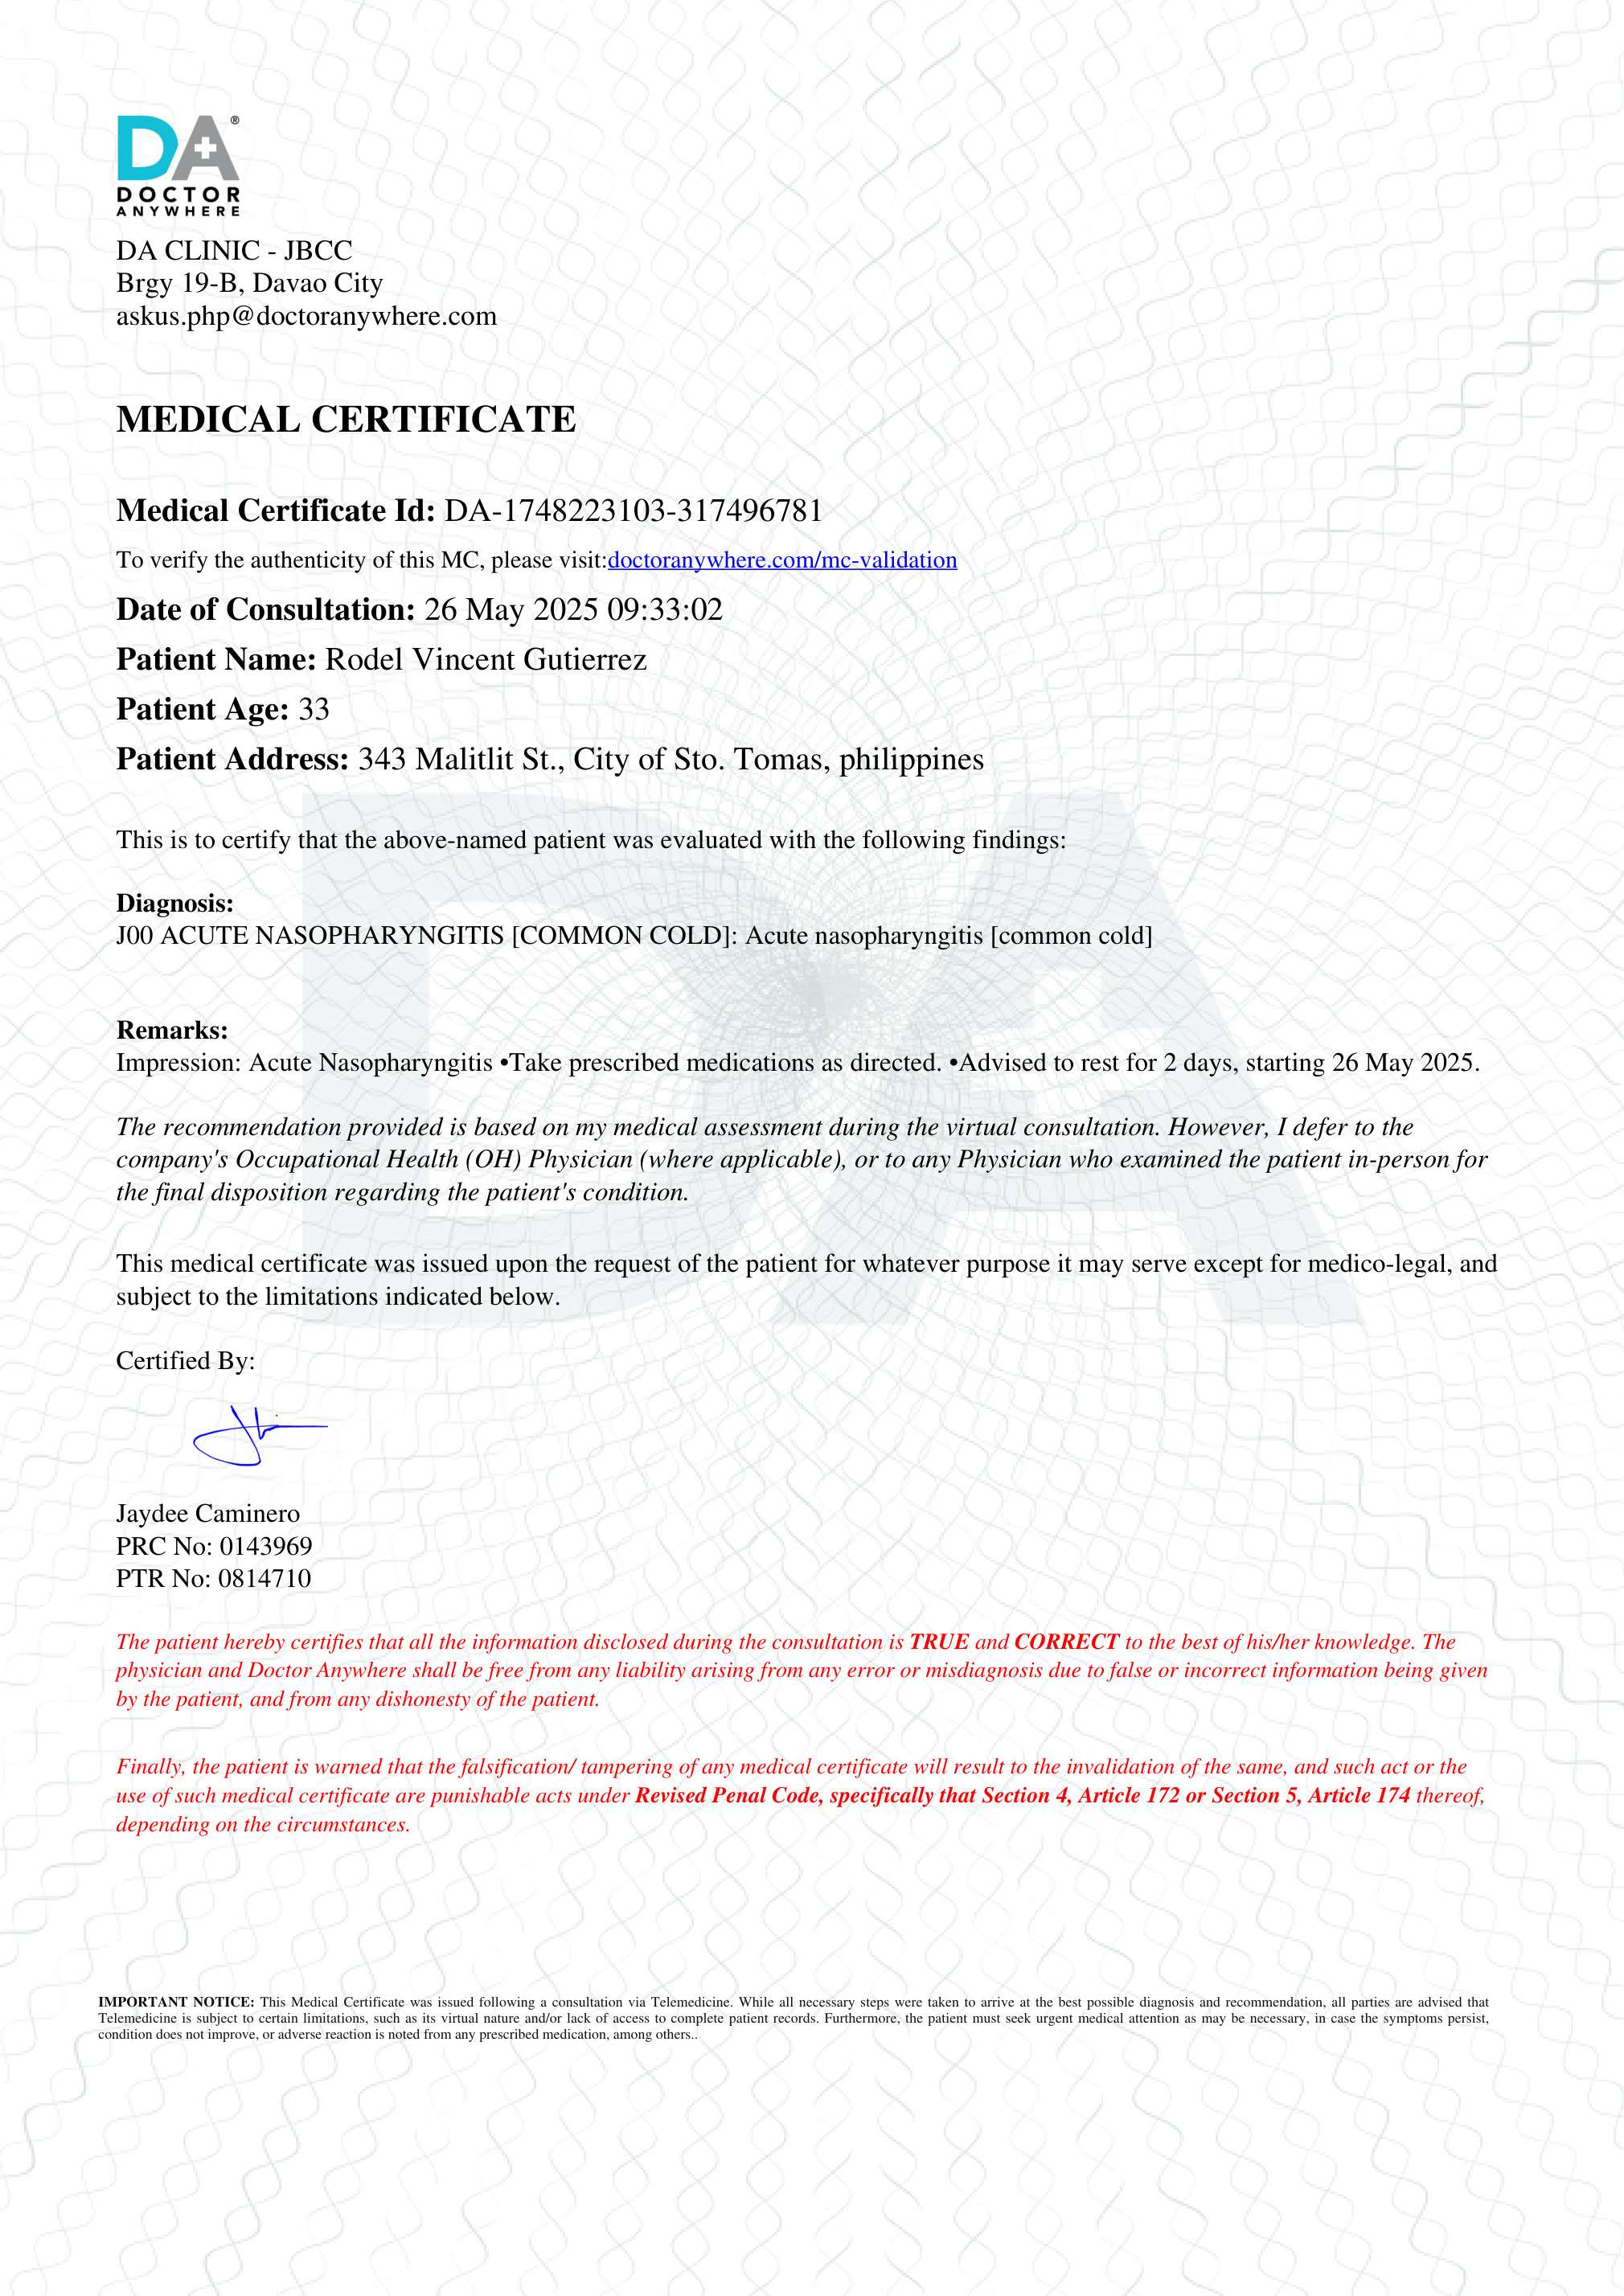 DA®
DOCTOR
ANYWHERE
DA CLINIC - JBCC
Brgy 19-B, Davao City
askus.php@doctoranywhere.com
MEDICAL CERTIFICATE
Medical Certificate Id: DA-1748223103-317496781
To verify the authenticity of this MC, please visit:doctoranywhere.com/mc-validation
Date of Consultation: 26 May 2025 09:33:02
Patient Name: Rodel Vincent Gutierrez
Patient Age: 33
Patient Address: 343 Malitlit St., City of Sto. Tomas, philippines
This is to certify that the above-named patient was evaluated with the following findings:
Diagnosis:
J00 ACUTE NASOPHARYNGITIS [COMMON COLD]: Acute nasopharyngitis [common cold]
Remarks:
Impression: Acute Nasopharyngitis •Take prescribed medications as directed. •Advised to rest for 2 days, starting 26 May 2025.
The recommendation provided is based on my medical assessment during the virtual consultation. However, I defer to the
company's Occupational Health (OH) Physician (where applicable), or to any Physician who examined the patient in-person for
the final disposition regarding the patient's condition.
This medical certificate was issued upon the request of the patient for whatever purpose it may serve except for medico-legal, and
subject to the limitations indicated below.
Certified By:
Jaydee Caminero
PRC No: 0143969
PTR No: 0814710
The patient hereby certifies that all the information disclosed during the consultation is TRUE and CORRECT to the best of his/her knowledge. The
physician and Doctor Anywhere shall be free from any liability arising from any error or misdiagnosis due to false or incorrect information being given
by the patient, and from any dishonesty of the patient.
Finally, the patient is warned that the falsification/ tampering of any medical certificate will result to the invalidation of the same, and such act or the
use of such medical certificate are punishable acts under Revised Penal Code, specifically that Section 4, Article 172 or Section 5, Article 174 thereof,
depending on the circumstances.
IMPORTANT NOTICE: This Medical Certificate was issued following a consultation via Telemedicine. While all necessary steps were taken to arrive at the best possible diagnosis and recommendation, all parties are advised that
Telemedicine is subject to certain limitations, such as its virtual nature and/or lack of access to complete patient records. Furthermore, the patient must seek urgent medical attention as may be necessary, in case the symptoms persist,
condition does not improve, or adverse reaction is noted from any prescribed medication, among others..